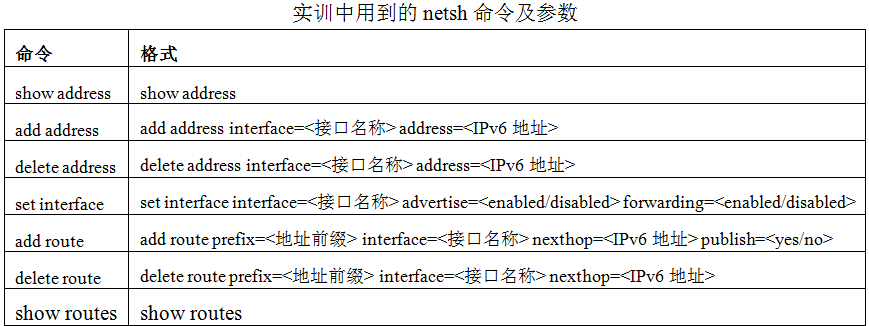 实训中用到的 netsh 命令及参数
命令 格式
show address show address
add address add address interface=<接口名称> address=<IPv6 地址>
delete address delete address interface=<接口名称> address=<IPv6 地址>
set interface set interface interface=<接口名称> advertise=<enabled/disabled> forwarding=<enabled/disabled>
add route add route prefix=<地址前缀> interface=<接口名称> nexthop=<IPv6 地址> publish=<yes/no>
delete route delete route prefix=<地址前缀> interface=<接口名称> nexthop=<IPv6 地址>
show routes show routes